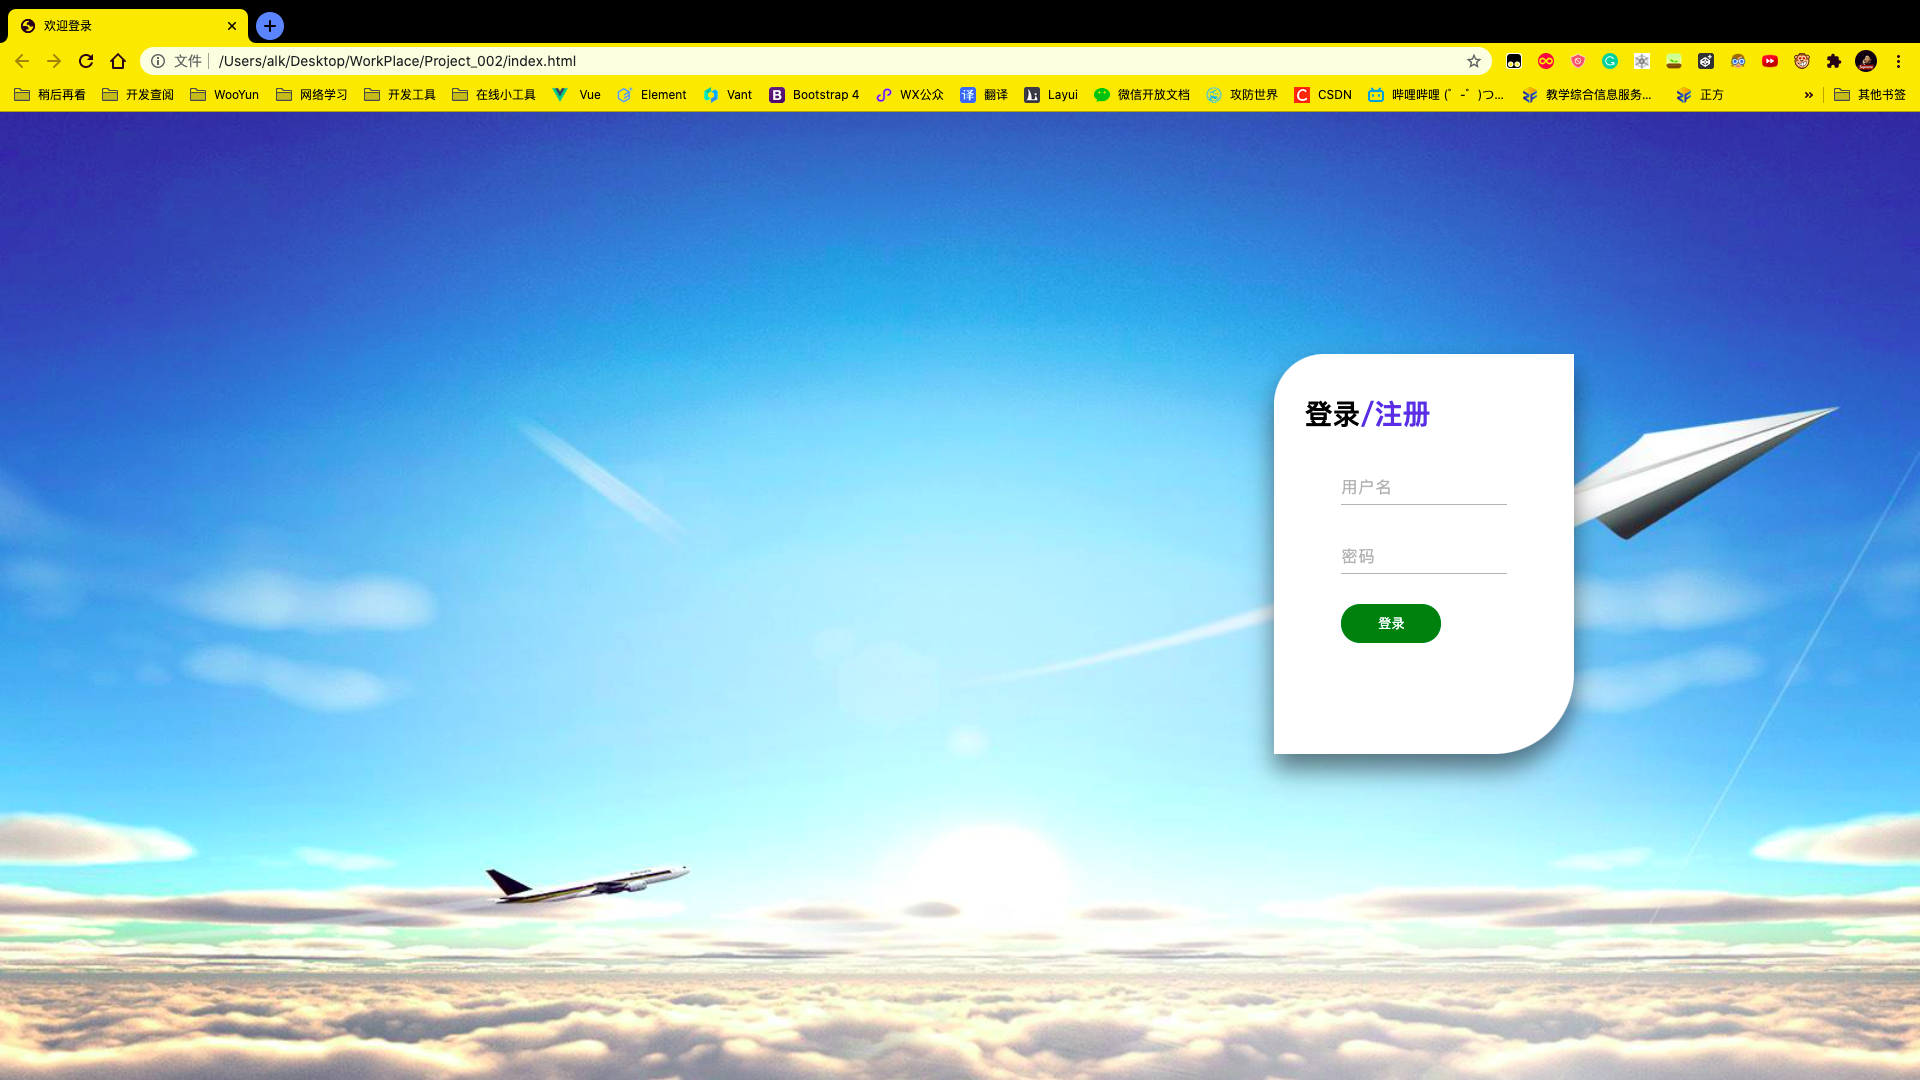 欢迎登录
文件 /Users/alk/Desktop/WorkPlace/Project_002/index.html
稍后再看 开发查阅 WooYun 网络学习 开发工具 在线小工具 Vue Element Vant Bootstrap 4 WX公众 翻译 Layui 微信开放文档 攻防世界 CSDN 哔哩哔哩 (゜-゜)つ... 教学综合信息服务... 正方 » 其他书签
登录/注册
用户名
密码
登录